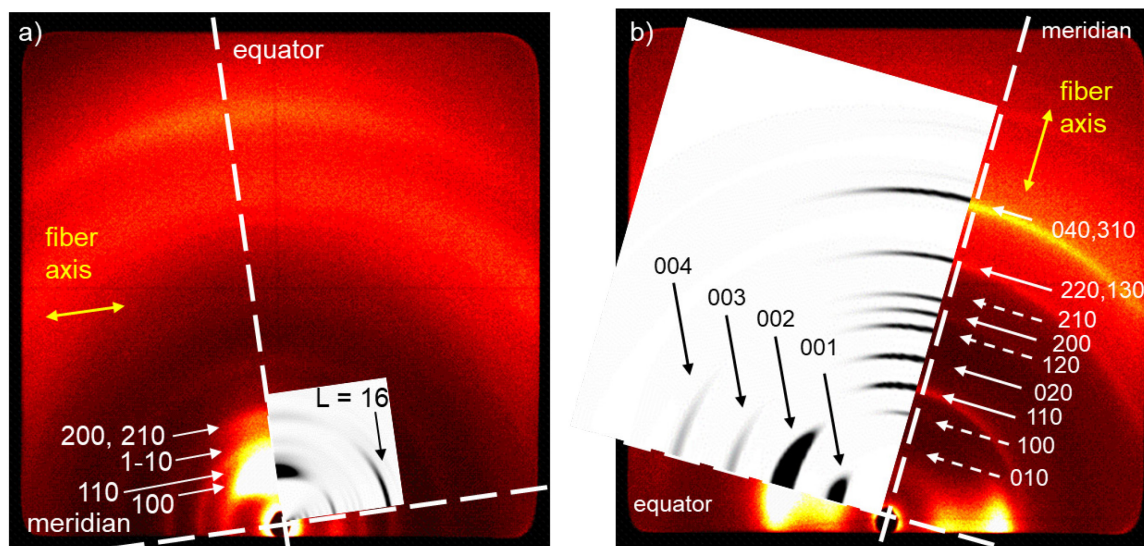 a)
equator
fiber
axis
L = 16
200, 210
1-10
110
100
meridian
b)
meridian
fiber
axis
040,310
004
003
002
001
220,130
210
200
120
020
110
100
010
equator